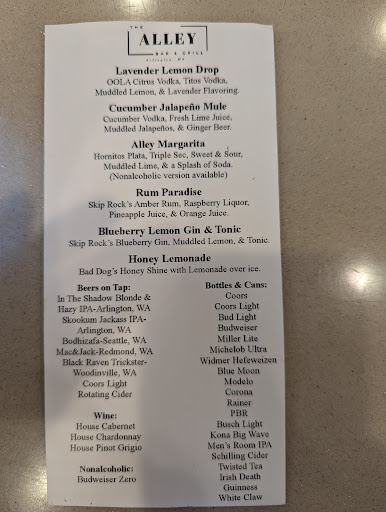 THE
ALLEY
BAR & GRILL
Arlington, WA
Lavender Lemon Drop
OOLA Citrus Vodka, Titos Vodka,
Muddled Lemon, & Lavender Flavoring.
Cucumber Jalapeño Mule
Cucumber Vodka, Fresh Lime Juice,
Muddled Jalapeños, & Ginger Beer.
Alley Margarita
Hornitos Plata, Triple Sec, Sweet & Sour,
Muddled Lime, & a Splash of Soda.
(Nonalcoholic version available)
Rum Paradise
Skip Rock's Amber Rum, Raspberry Liquor,
Pineapple Juice, & Orange Juice.
Blueberry Lemon Gin & Tonic
Skip Rock's Blueberry Gin, Muddled Lemon, & Tonic.
Honey Lemonade
Bad Dog's Honey Shine with Lemonade over ice.
Beers on Tap:
In The Shadow Blonde &
Hazy IPA-Arlington, WA
Skookum Jackass IPA-
Arlington, WA
Bodhizafa-Seattle, WA
Mac&Jack-Redmond, WA
Black Raven Trickster-
Woodinville, WA
Coors Light
Rotating Cider
Wine:
House Cabernet
House Chardonnay
House Pinot Grigio
Nonalcoholic:
Budweiser Zero
Bottles & Cans:
Coors
Coors Light
Bud Light
Budweiser
Miller Lite
Michelob Ultra
Widmer Hefeweizen
Blue Moon
Modelo
Corona
Rainer
PBR
Busch Light
Kona Big Wave
Men's Room IPA
Schilling Cider
Twisted Tea
Irish Death
Guinness
White Claw